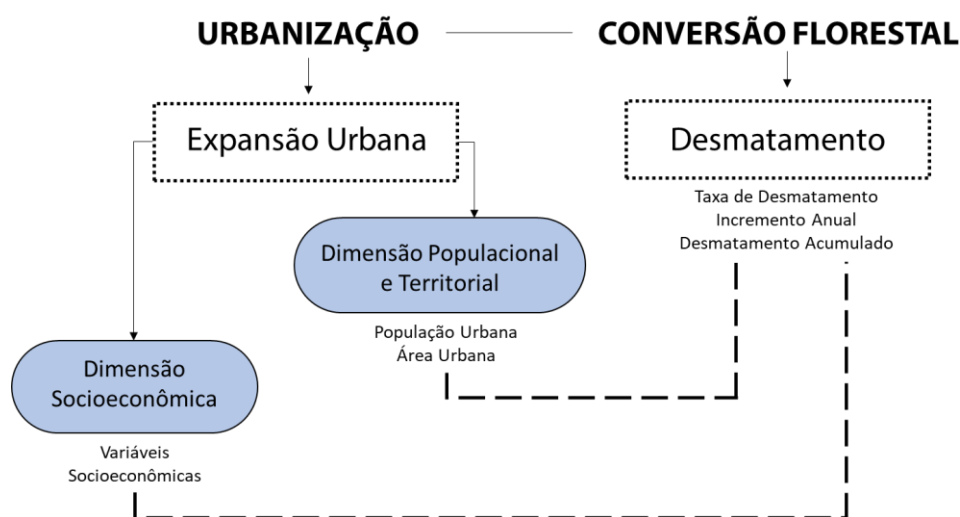 URBANIZAÇÃO
CONVERSÃO FLORESTAL
Expansão Urbana
Desmatamento
Taxa de Desmatamento
Incremento Anual
Desmatamento Acumulado
Dimensão Populacional
e Territorial
População Urbana
Área Urbana
Dimensão
Socioeconômica
Variáveis
Socioeconômicas